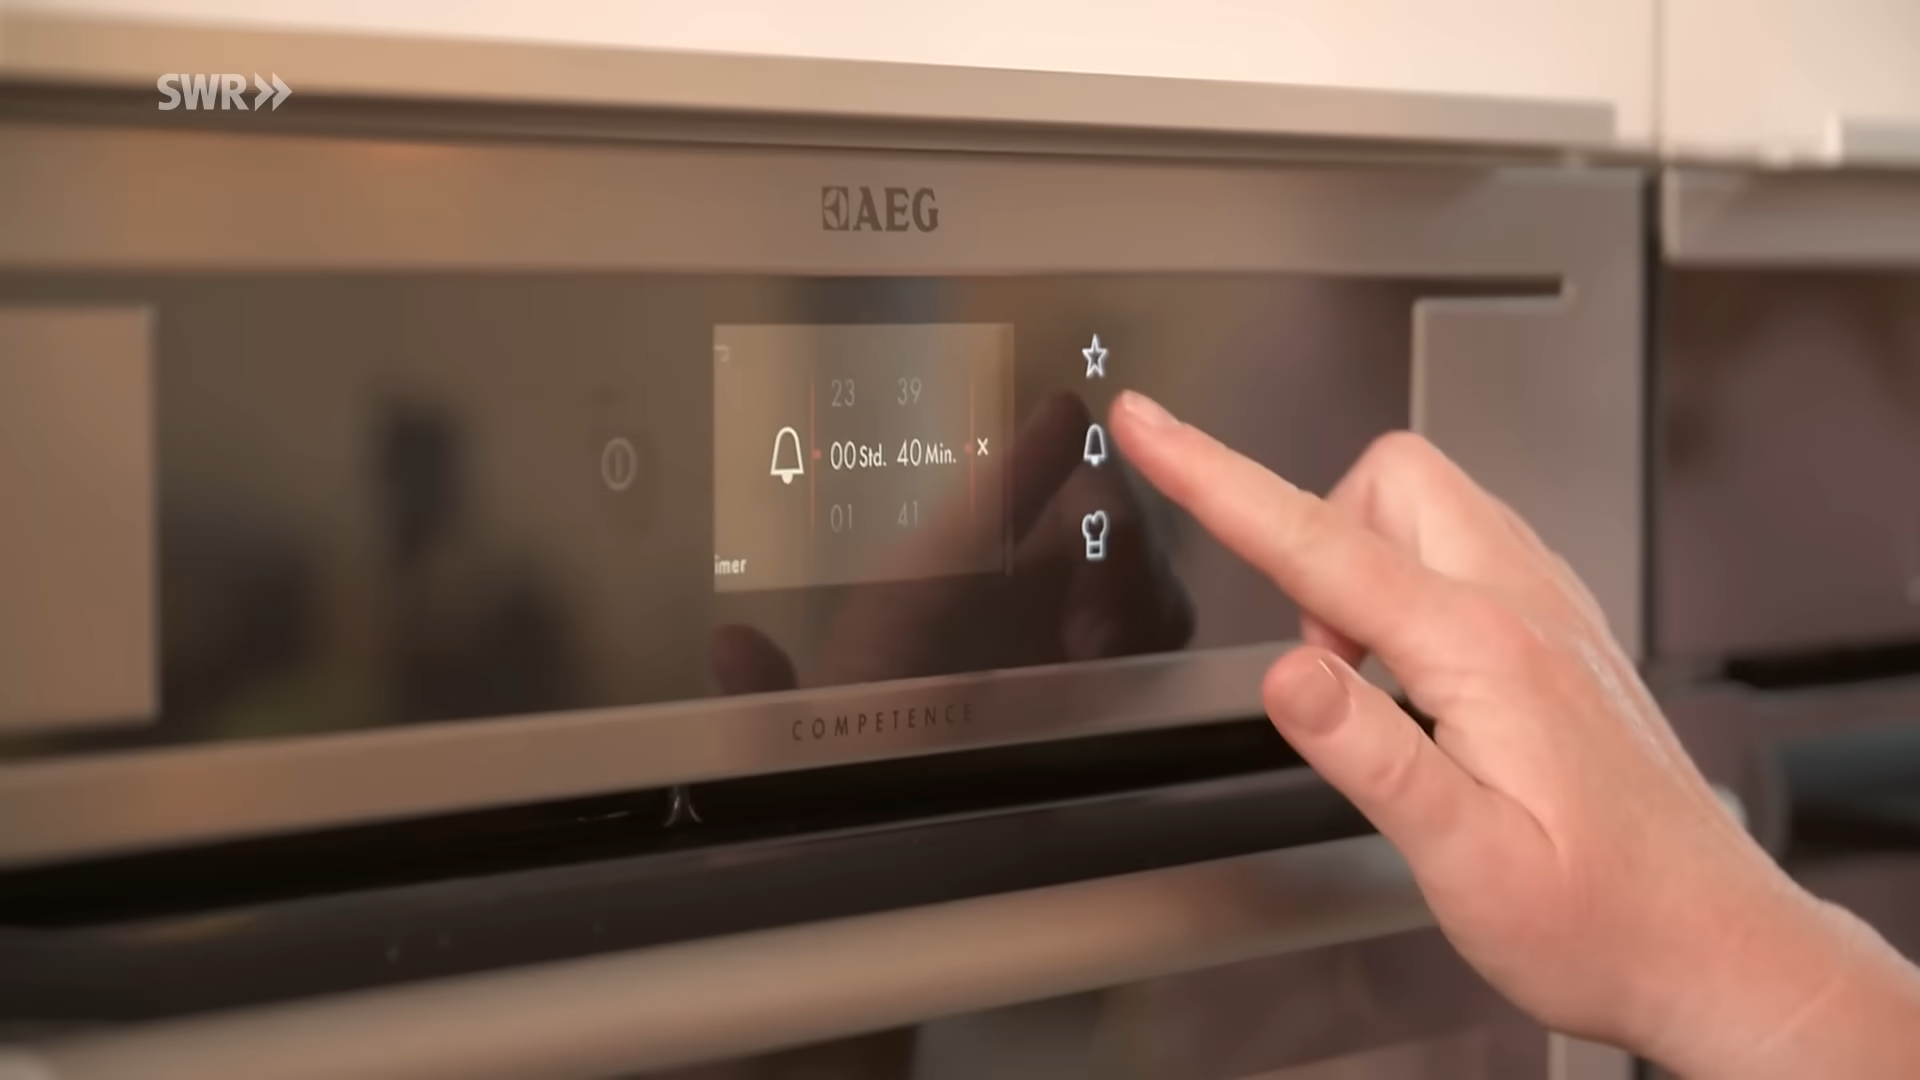 SWR
AEG
23 39
00 Std. 40 Min. ×
01 41
imer
COMPETENCE